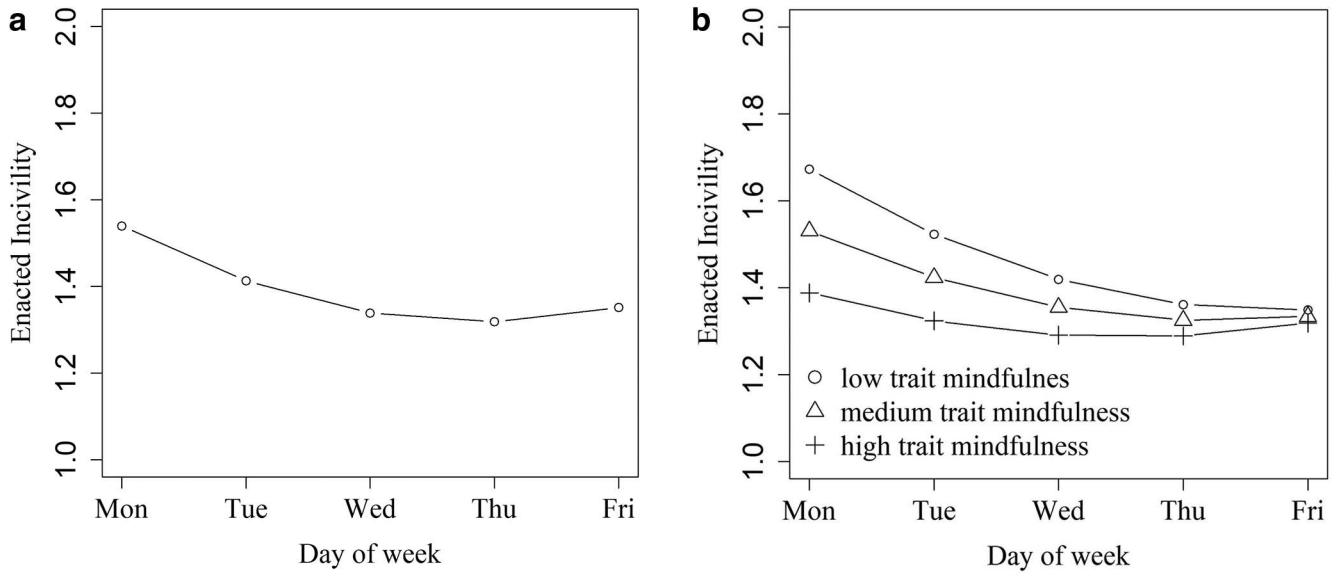 a
2.0
1.8
1.6
1.4
1.2
1.0
Enacted Incivility
Mon Tue Wed Thu Fri
Day of week
b
2.0
1.8
1.6
1.4
1.2
1.0
Enacted Incivility
low trait mindfulnes
medium trait mindfulness
high trait mindfulness
Mon Tue Wed Thu Fri
Day of week